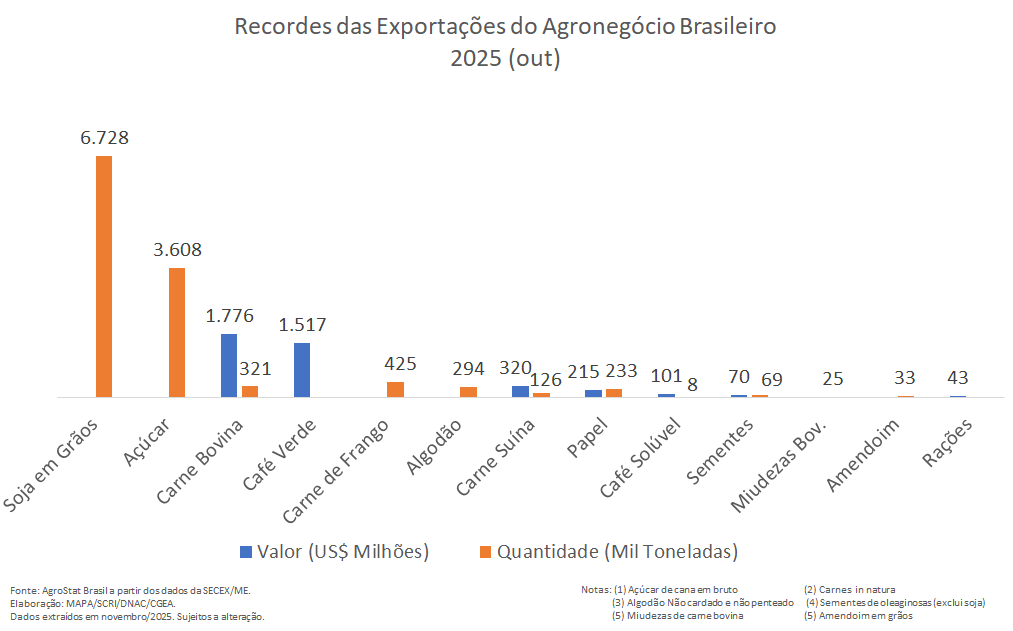 Recordes das Exportações do Agronegócio Brasileiro
2025 (out)
6.728
3.608
1.776
321
1.517
425
294
320
126
215
233
101
8
70
69
25
33
43
Soja em Grãos
Açúcar
Carne Bovina
Café Verde
Carne de Frango
Algodão
Carne Suína
Papel
Café Solúvel
Sementes
Miudezas Bov.
Amendoim
Rações
Valor (US$ Milhões)
Quantidade (Mil Toneladas)
Fonte: AgroStat Brasil a partir dos dados da SECEX/ME.
Elaboração: MAPA/SCRI/DNAC/CGEA.
Dados extraídos em novembro/2025. Sujeitos a alteração.
Notas: (1) Açúcar de cana em bruto
(2) Carnes in natura
(3) Algodão Não cardado e não penteado
(4) Sementes de oleaginosas (exclui soja)
(5) Miudezas de carne bovina
(5) Amendoim em grãos